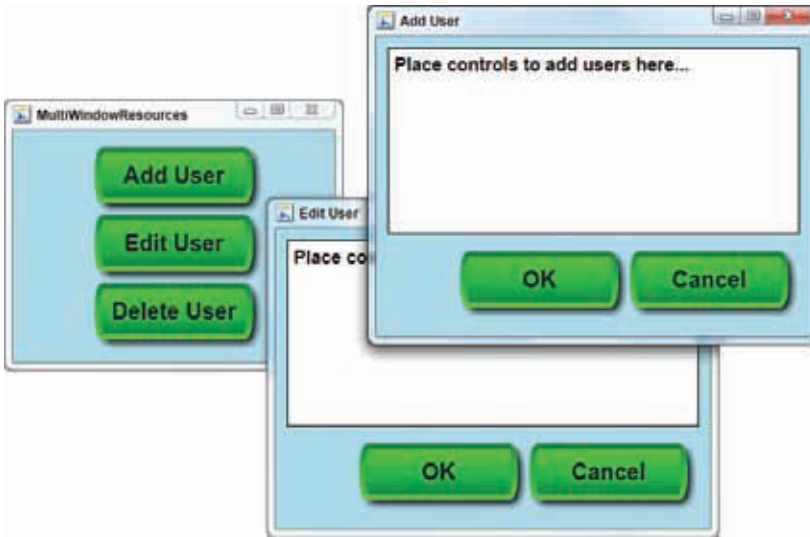 Add User
Place controls to add users here...
OK
Cancel
MultiWindowResources
Add User
Edit User
Delete User
Edit User
Place
OK
Cancel